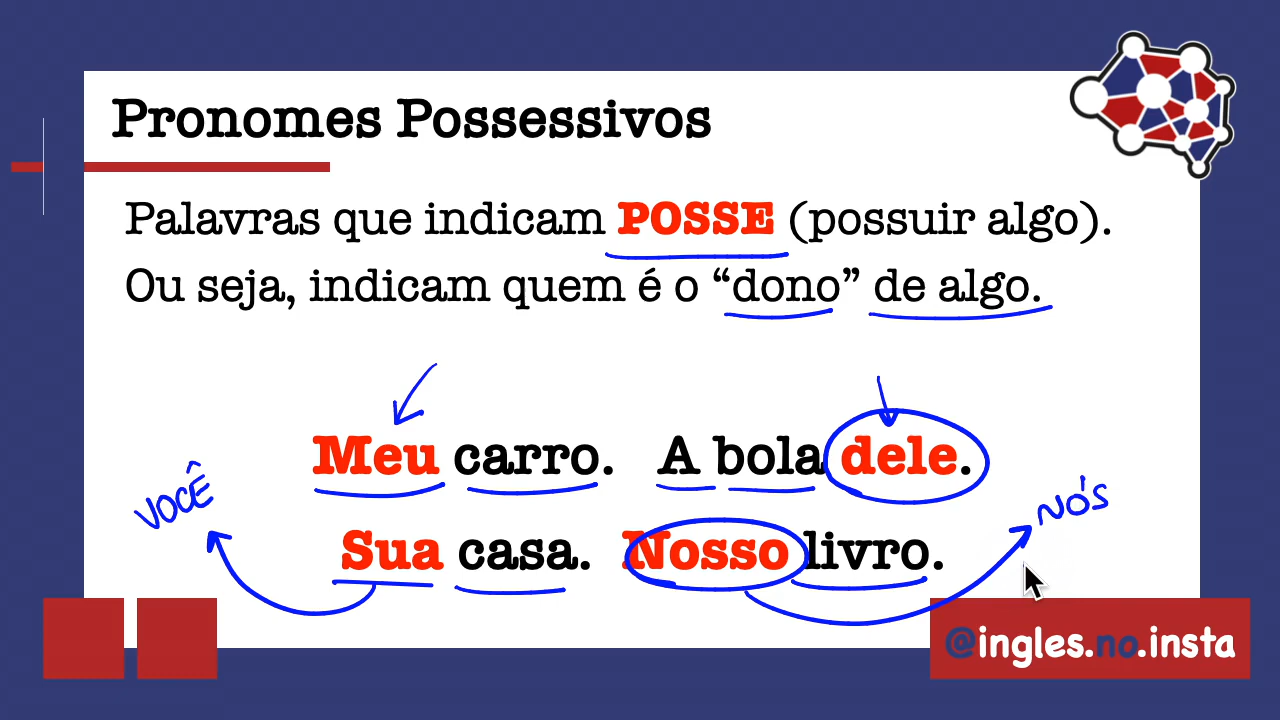 Pronomes Possessivos
Palavras que indicam POSSE (possuir algo).
Ou seja, indicam quem é o “dono” de algo.
Meu carro. A bola dele.
VOCÊ
NÓS
Sua casa. Nosso livro.
@ingles.no.insta